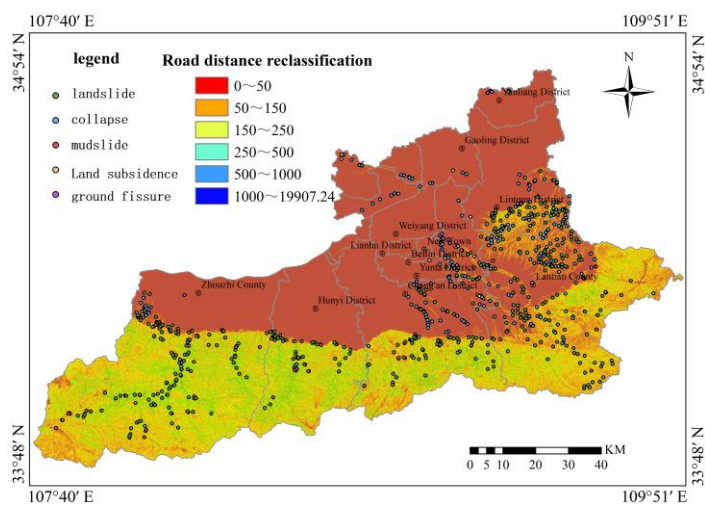 107°40′ E
109°51′ E
34°54′ N
34°54′ N
legend
landslide
collapse
mudslide
Land subsidence
ground fissure
Road distance reclassification
0～50
50～150
150～250
250～500
500～1000
1000～19907.24
N
Yanliang District
Gaoling District
Lintong District
Weiyang District
New Town
Lianhu District
Beilin District
Yanta District
Chang'an District
Lantian County
Zhouzhi County
Hunyi District
0 5 10 20 30 40 KM
33°48′ N
33°48′ N
107°40′ E
109°51′ E